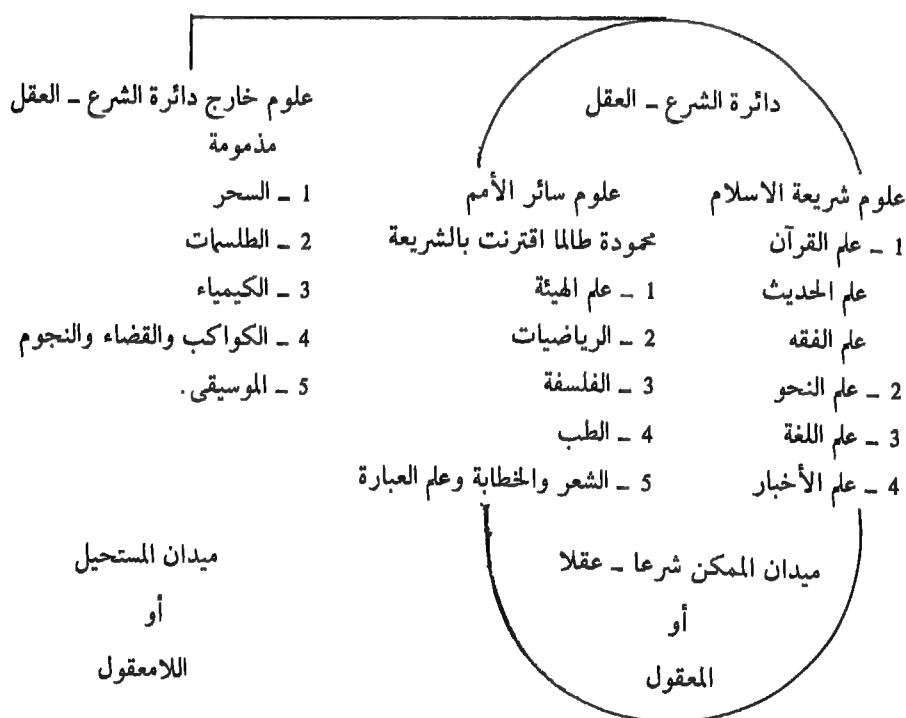 دائرة الشرع ـ العقل
علوم شريعة الاسلام
1 ـ علم القرآن
علم الحديث
علم الفقه
2 ـ علم النحو
3 ـ علم اللغة
4 ـ علم الأخبار
علوم سائر الأمم
محمودة طالما اقترنت بالشريعة
1 ـ علم الهيئة
2 ـ الرياضيات
3 ـ الفلسفة
4 ـ الطب
5 ـ الشعر والخطابة وعلم العبارة
ميدان الممكن شرعا ـ عقلا
أو
المعقول
علوم خارج دائرة الشرع ـ العقل
مذمومة
1 ـ السحر
2 ـ الطلسمات
3 ـ الكيمياء
4 ـ الكواكب والقضاء والنجوم
5 ـ الموسيقى.
ميدان المستحيل
أو
اللامعقول